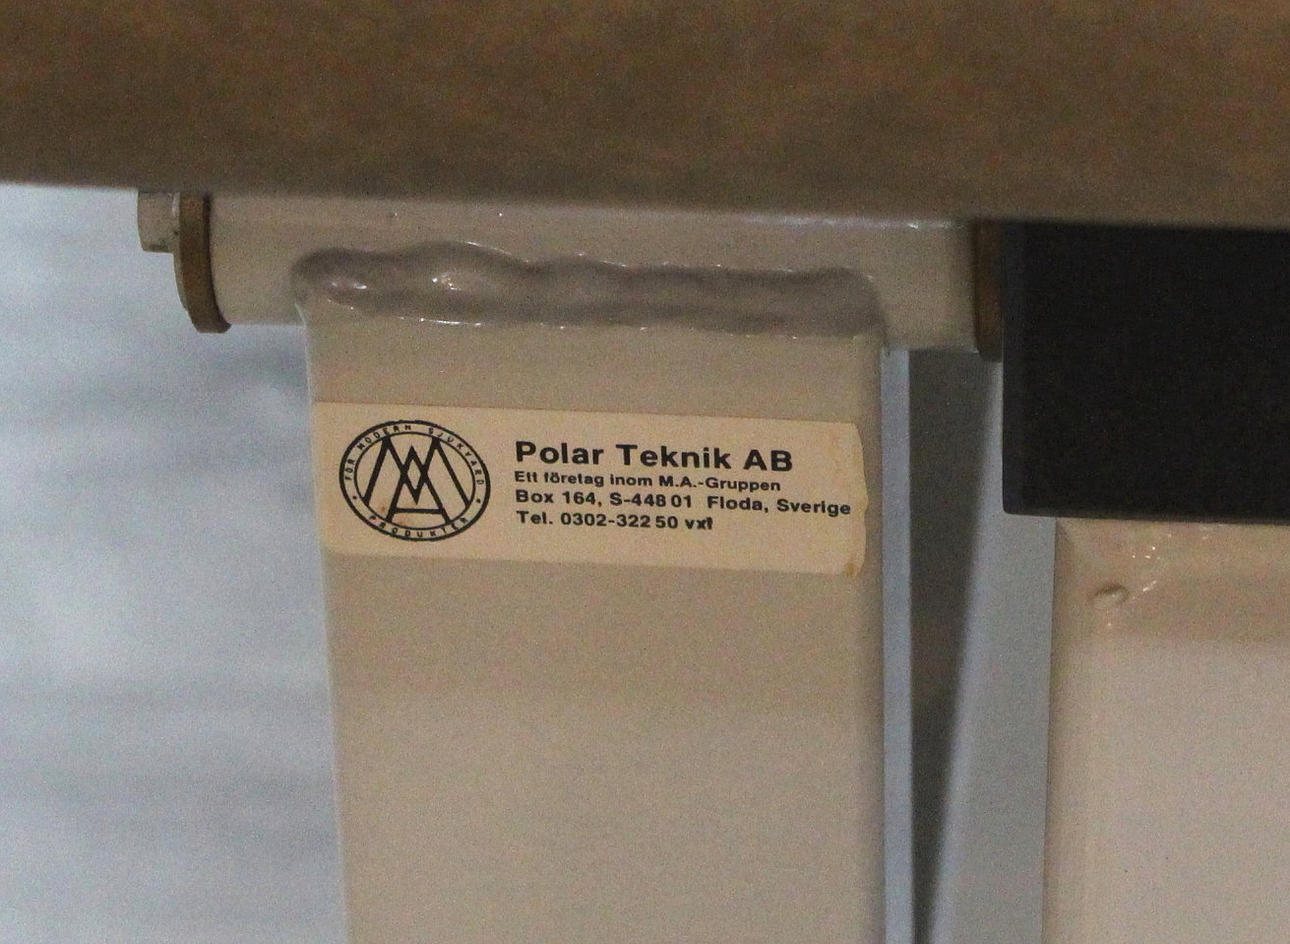 FÖR MODERN SJUKVÅRD
PRODUKTER
MA
Polar Teknik AB
Ett företag inom M.A.-Gruppen
Box 164, S-448 01 Floda, Sverige
Tel. 0302-322 50 vxl